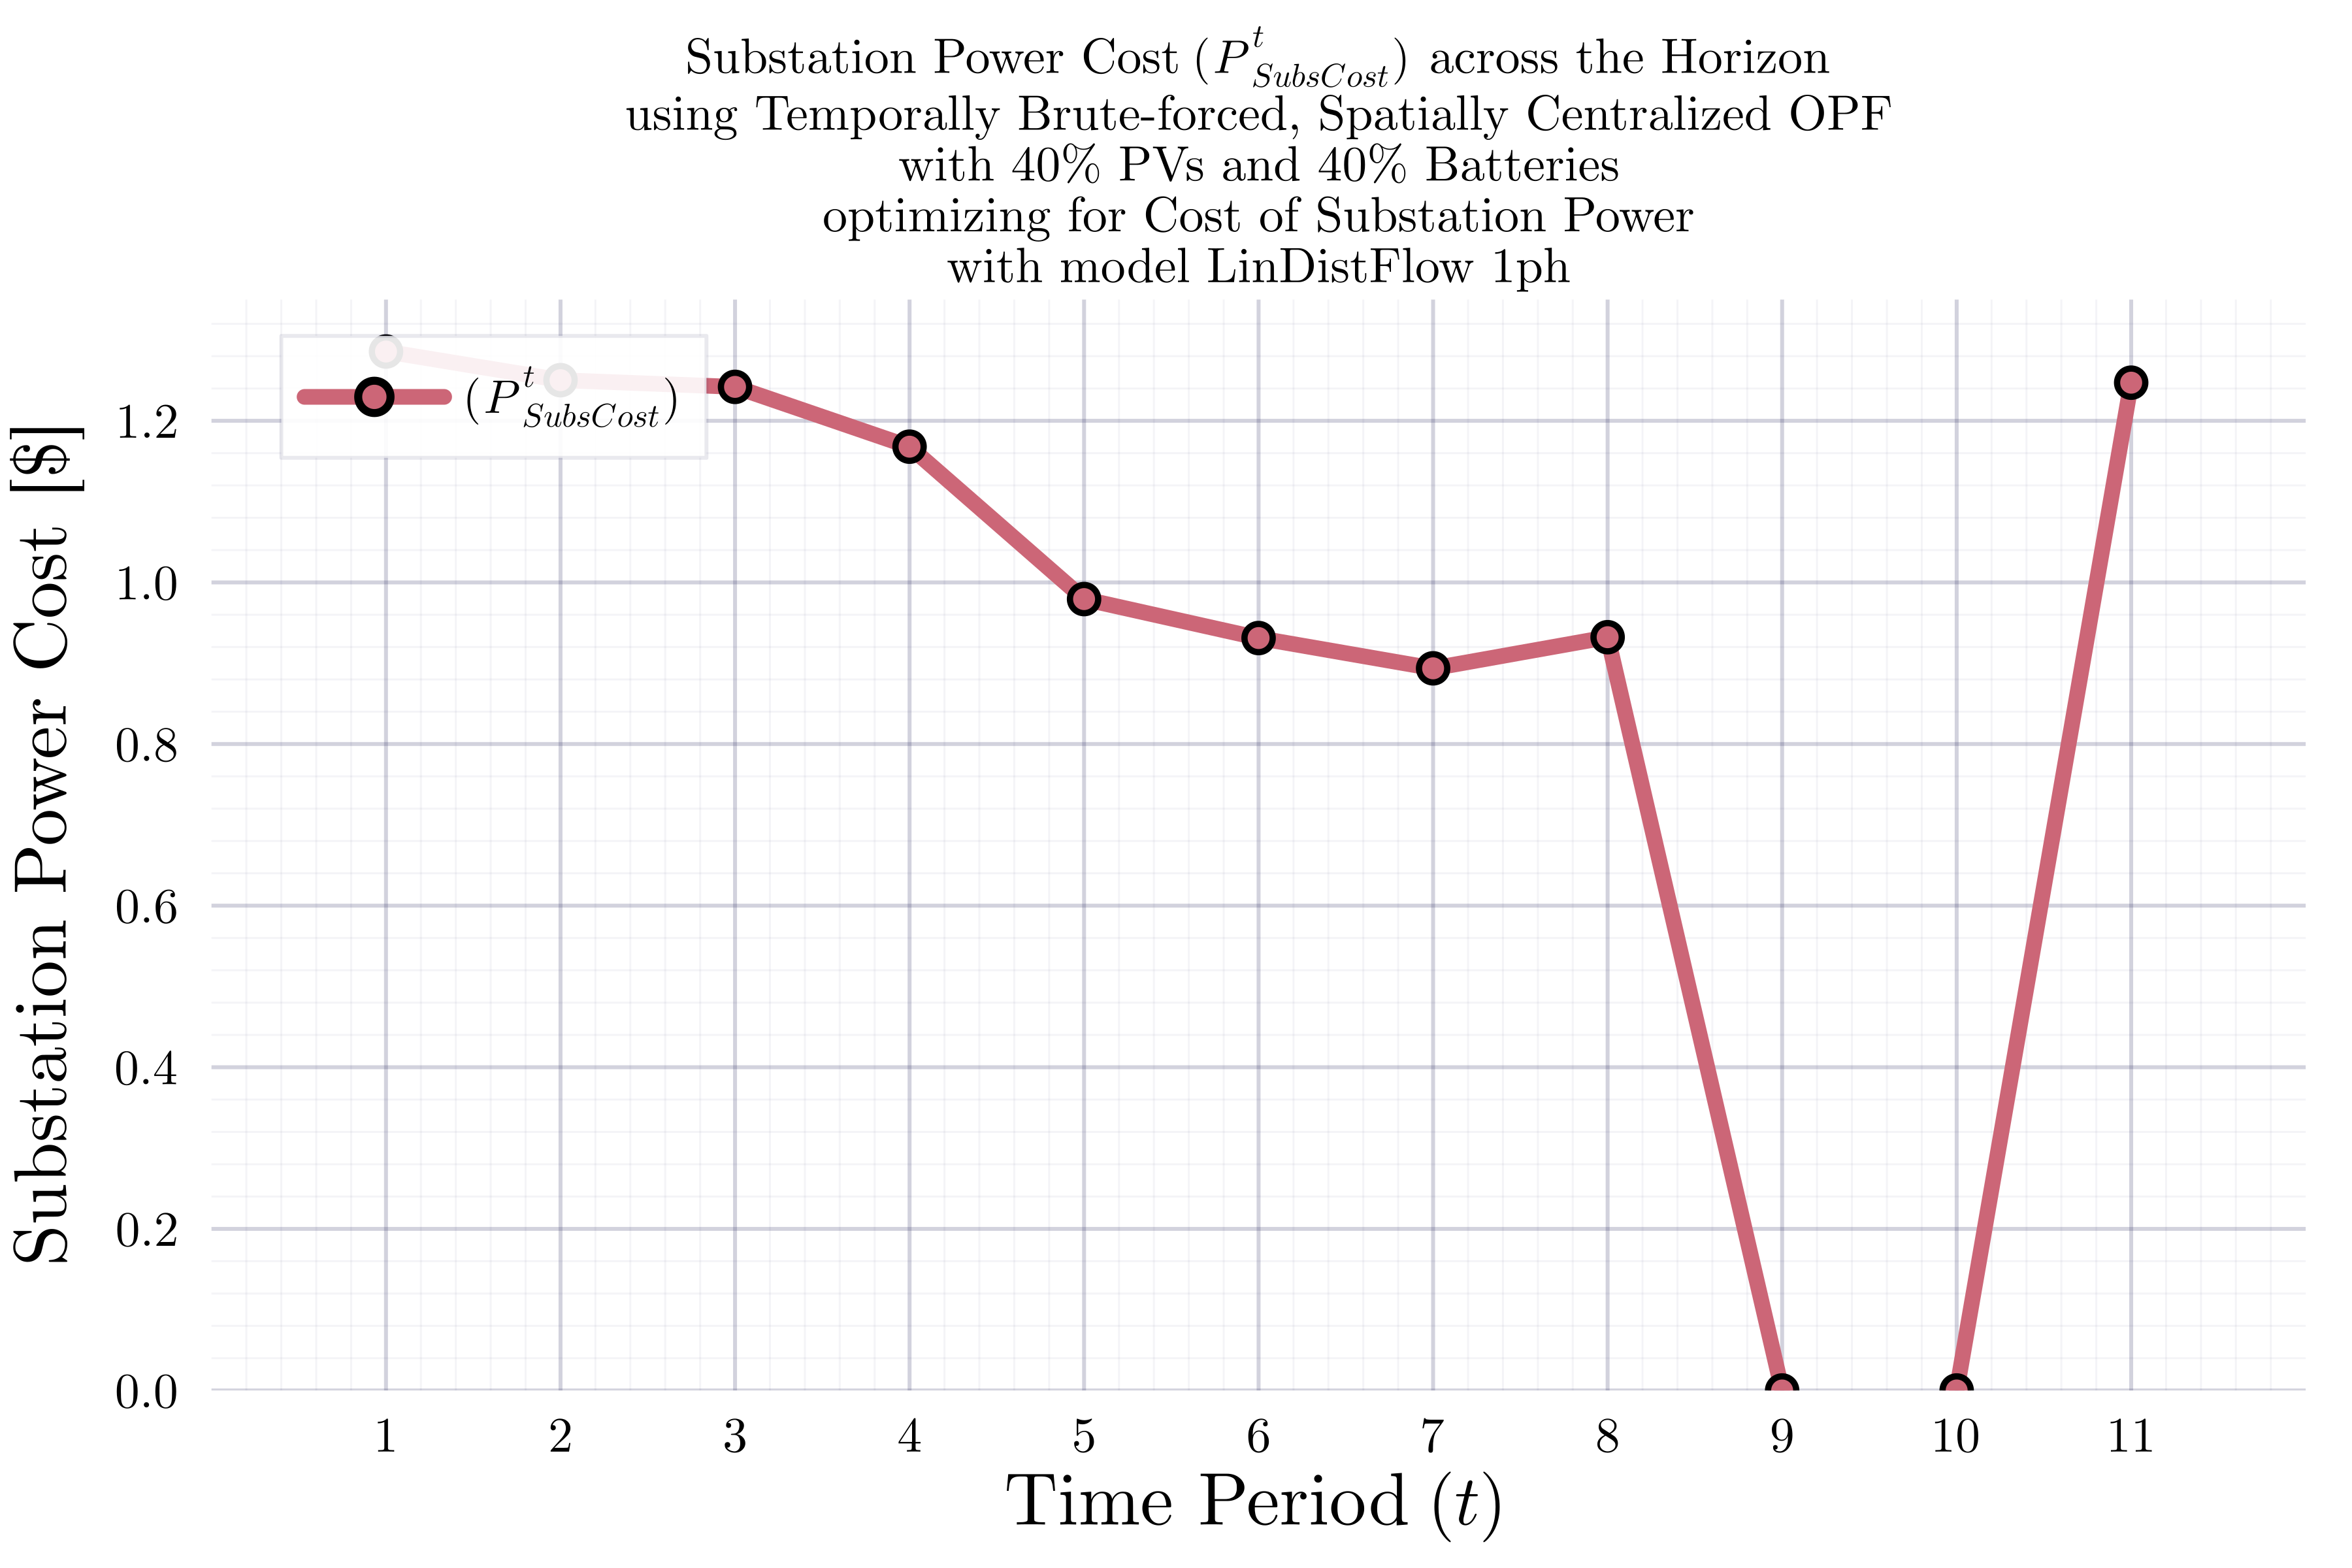 Substation Power Cost (P^t_SubsCost) across the Horizon
using Temporally Brute-forced, Spatially Centralized OPF
with 40% PVs and 40% Batteries
optimizing for Cost of Substation Power
with model LinDistFlow 1ph
(P^t_SubsCost)
Substation Power Cost [$]
1.2
1.0
0.8
0.6
0.4
0.2
0.0
1 2 3 4 5 6 7 8 9 10 11
Time Period (t)